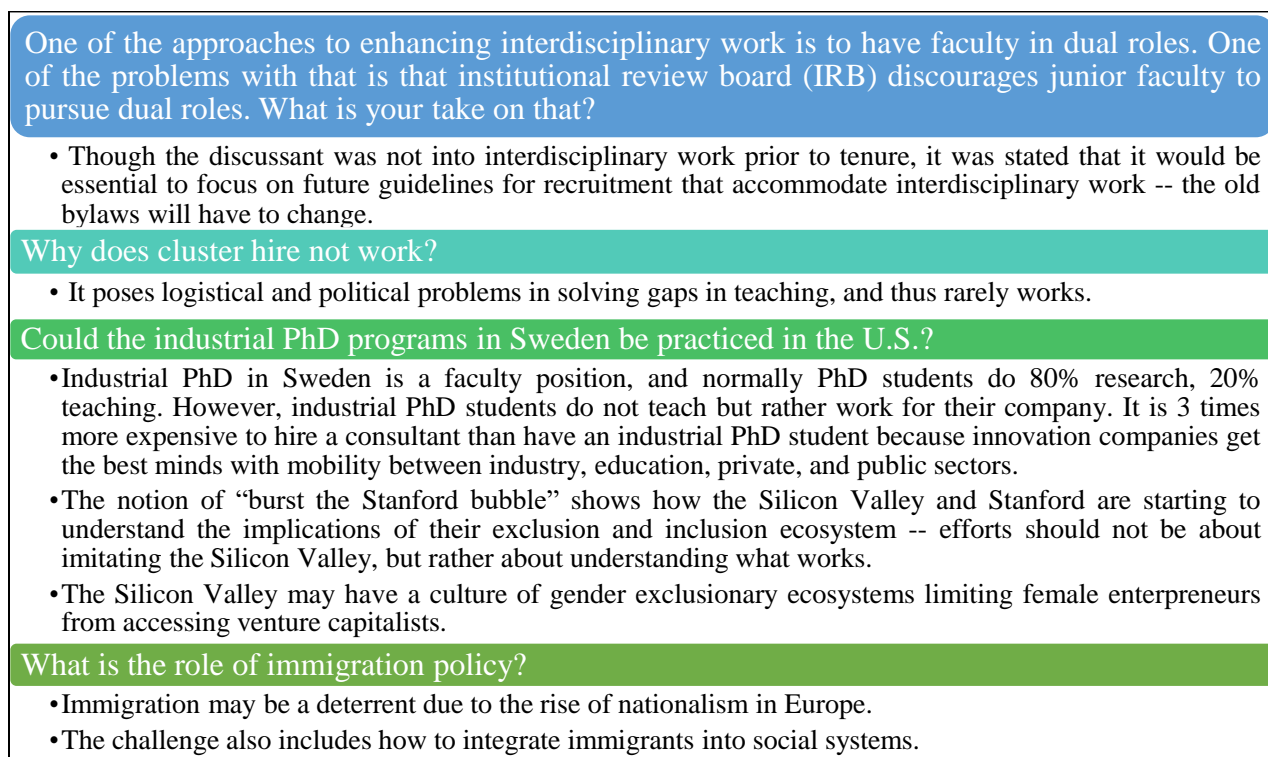 One of the approaches to enhancing interdisciplinary work is to have faculty in dual roles. One
of the problems with that is that institutional review board (IRB) discourages junior faculty to
pursue dual roles. What is your take on that?
• Though the discussant was not into interdisciplinary work prior to tenure, it was stated that it would be
essential to focus on future guidelines for recruitment that accommodate interdisciplinary work -- the old
bylaws will have to change.
Why does cluster hire not work?
• It poses logistical and political problems in solving gaps in teaching, and thus rarely works.
Could the industrial PhD programs in Sweden be practiced in the U.S.?
•Industrial PhD in Sweden is a faculty position, and normally PhD students do 80% research, 20%
teaching. However, industrial PhD students do not teach but rather work for their company. It is 3 times
more expensive to hire a consultant than have an industrial PhD student because innovation companies get
the best minds with mobility between industry, education, private, and public sectors.
•The notion of “burst the Stanford bubble” shows how the Silicon Valley and Stanford are starting to
understand the implications of their exclusion and inclusion ecosystem -- efforts should not be about
imitating the Silicon Valley, but rather about understanding what works.
•The Silicon Valley may have a culture of gender exclusionary ecosystems limiting female enterpreneurs
from accessing venture capitalists.
What is the role of immigration policy?
•Immigration may be a deterrent due to the rise of nationalism in Europe.
•The challenge also includes how to integrate immigrants into social systems.